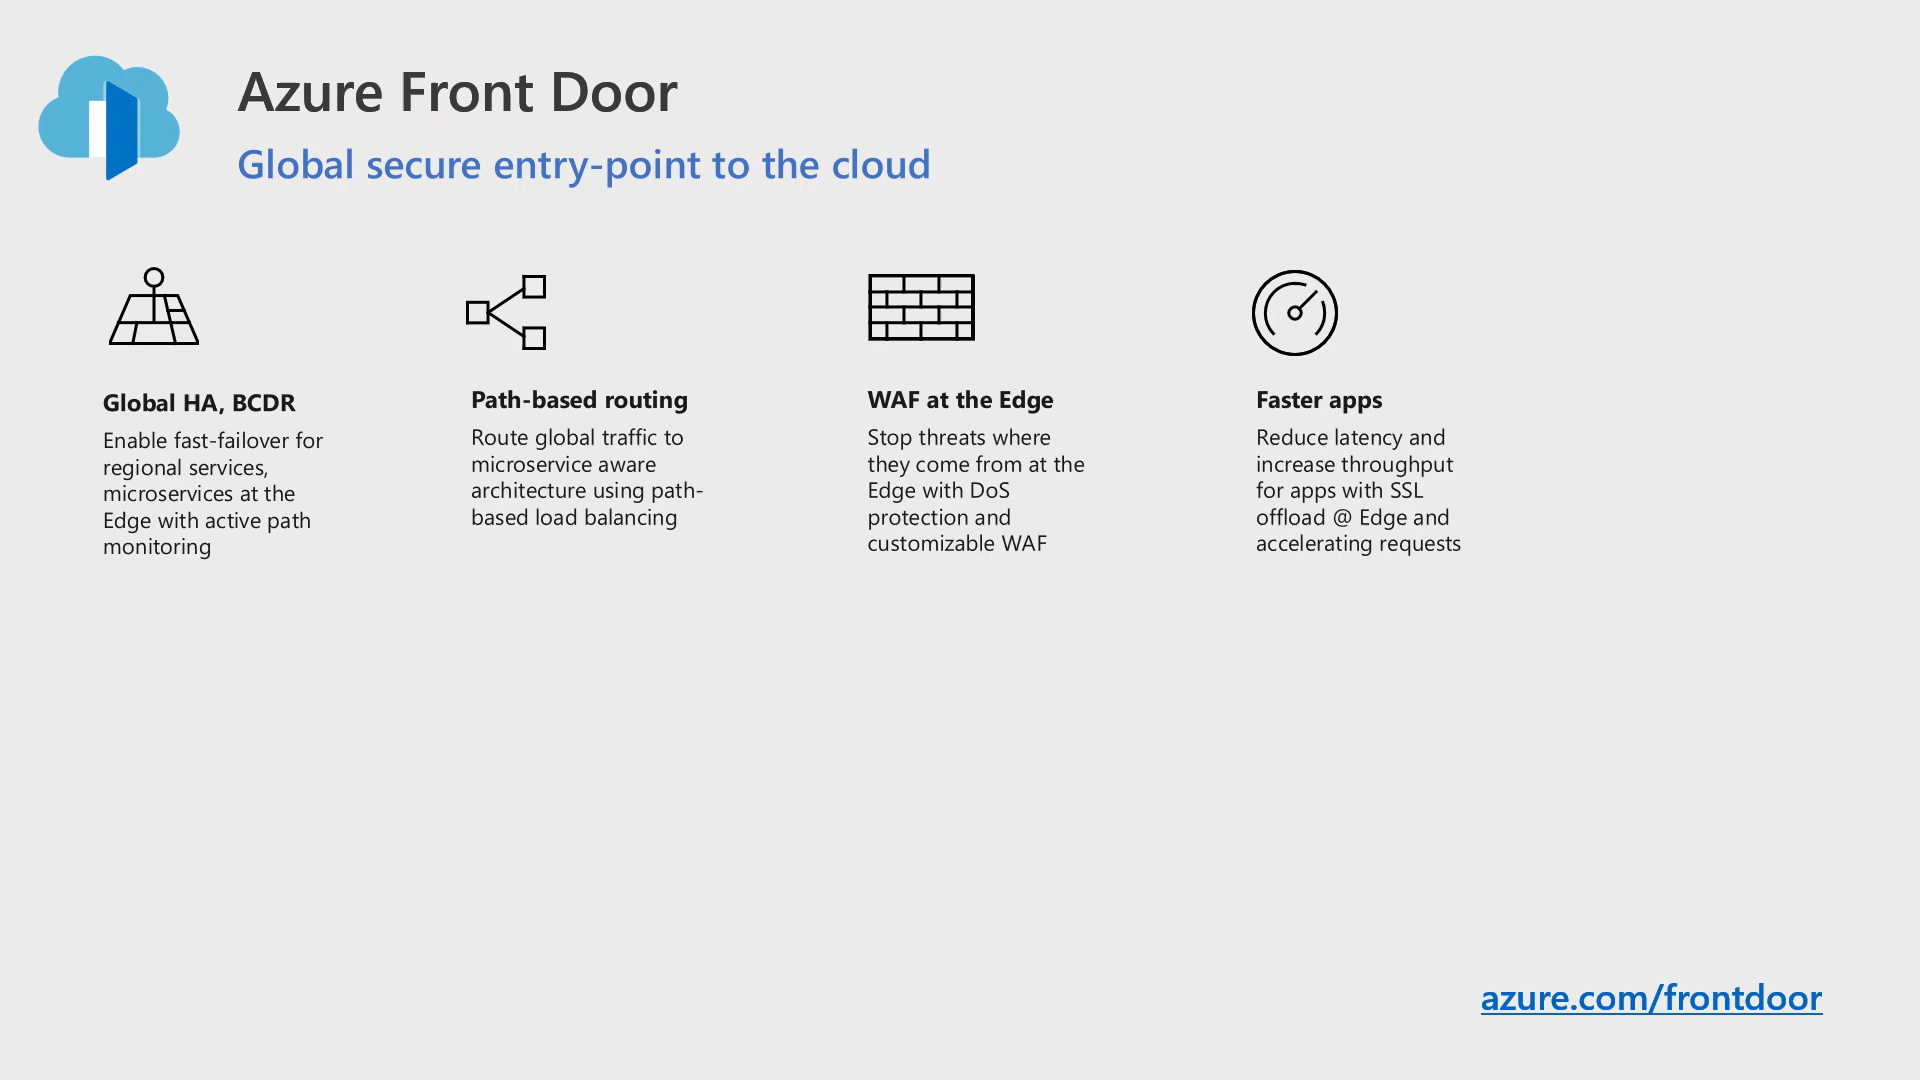 Azure Front Door
Global secure entry-point to the cloud
Global HA, BCDR
Enable fast-failover for
regional services,
microservices at the
Edge with active path
monitoring
Path-based routing
Route global traffic to
microservice aware
architecture using path-
based load balancing
WAF at the Edge
Stop threats where
they come from at the
Edge with DoS
protection and
customizable WAF
Faster apps
Reduce latency and
increase throughput
for apps with SSL
offload @ Edge and
accelerating requests
azure.com/frontdoor